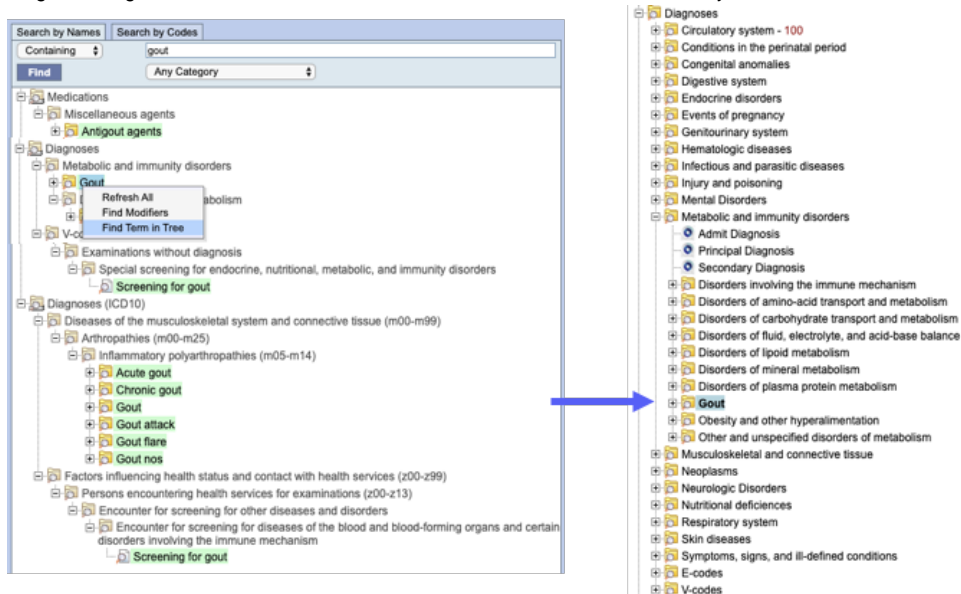 Search by Names
Search by Codes
Containing
gout
Find
Any Category
Medications
Miscellaneous agents
Antigout agents
Diagnoses
Metabolic and immunity disorders
Gout
Refresh All
abolism
Find Modifiers
Find Term in Tree
Examinations without diagnosis
Special screening for endocrine, nutritional, metabolic, and immunity disorders
Screening for gout
Diagnoses (ICD10)
Diseases of the musculoskeletal system and connective tissue (m00-m99)
Arthropathies (m00-m25)
Inflammatory polyarthropathies (m05-m14)
Acute gout
Chronic gout
Gout
Gout attack
Gout flare
Gout nos
Factors influencing health status and contact with health services (z00-z99)
Persons encountering health services for examinations (z00-z13)
Encounter for screening for other diseases and disorders
Encounter for screening for diseases of the blood and blood-forming organs and certain
disorders involving the immune mechanism
Screening for gout
Diagnoses
Circulatory system - 100
Conditions in the perinatal period
Congenital anomalies
Digestive system
Endocrine disorders
Events of pregnancy
Genitourinary system
Hematologic diseases
Infectious and parasitic diseases
Injury and poisoning
Mental Disorders
Metabolic and immunity disorders
Admit Diagnosis
Principal Diagnosis
Secondary Diagnosis
Disorders involving the immune mechanism
Disorders of amino-acid transport and metabolism
Disorders of carbohydrate transport and metabolism
Disorders of fluid, electrolyte, and acid-base balance
Disorders of lipoid metabolism
Disorders of mineral metabolism
Disorders of plasma protein metabolism
Gout
Obesity and other hyperalimentation
Other and unspecified disorders of metabolism
Musculoskeletal and connective tissue
Neoplasms
Neurologic Disorders
Nutritional deficiences
Respiratory system
Skin diseases
Symptoms, signs, and ill-defined conditions
E-codes
V-codes